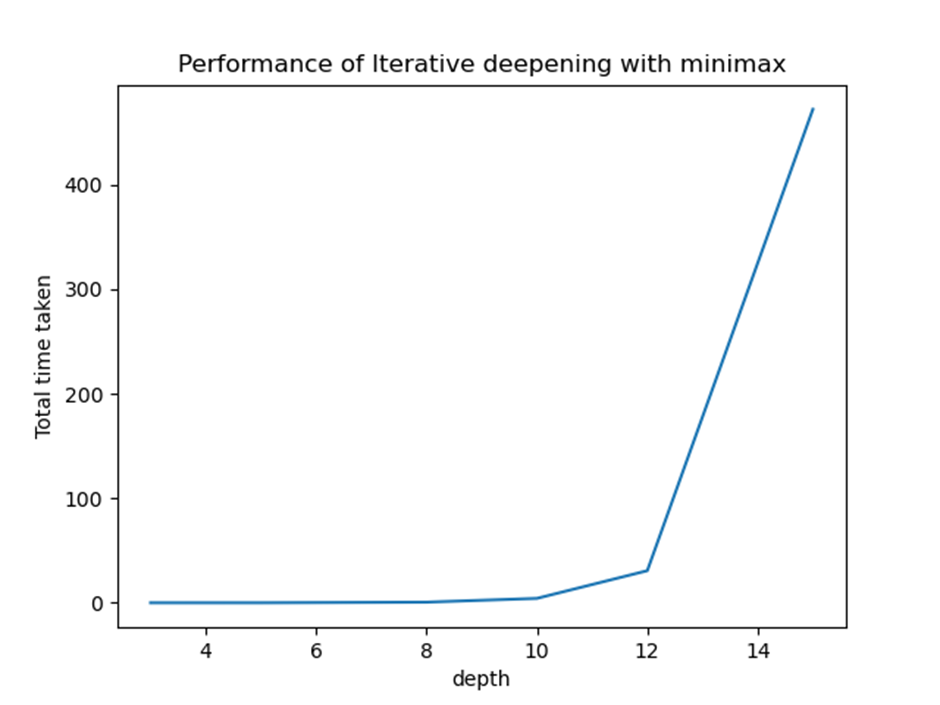 Performance of Iterative deepening with minimax
400
300
200
100
0
Total time taken
4 6 8 10 12 14
depth